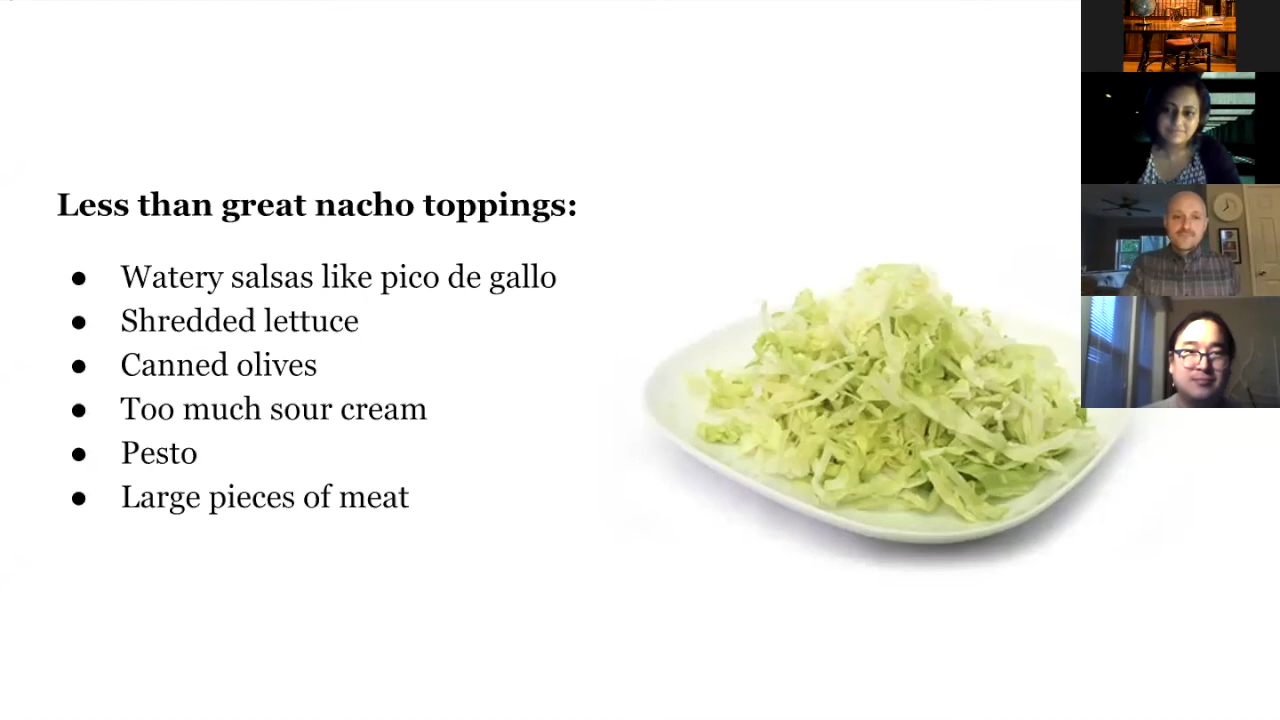 Less than great nacho toppings:
● Watery salsas like pico de gallo
● Shredded lettuce
● Canned olives
● Too much sour cream
● Pesto
● Large pieces of meat